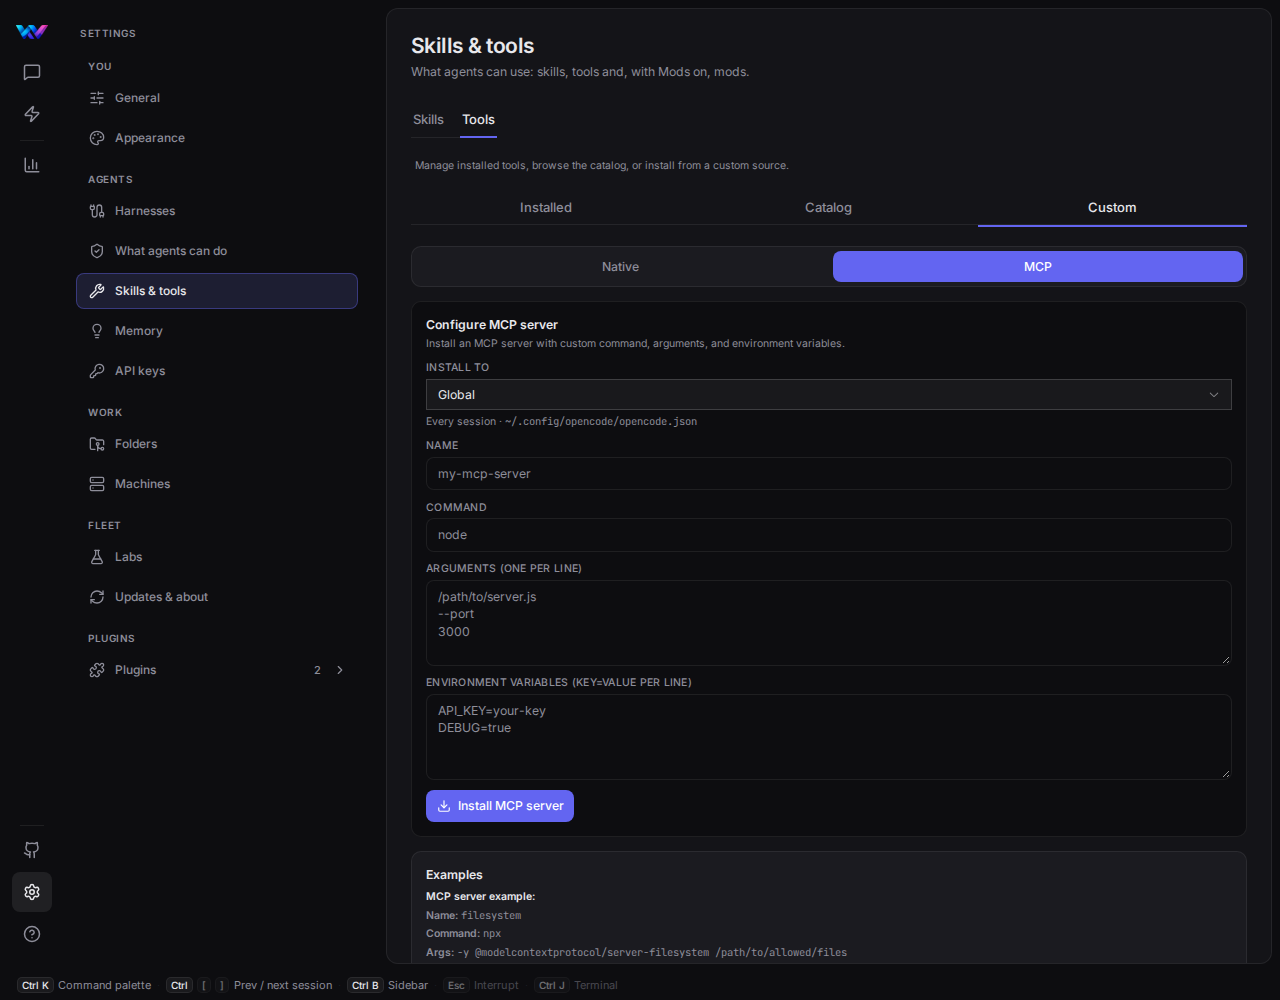 SETTINGS
YOU
General
Appearance
AGENTS
Harnesses
What agents can do
Skills & tools
Memory
API keys
WORK
Folders
Machines
FLEET
Labs
Updates & about
PLUGINS
Plugins 2
Skills & tools
What agents can use: skills, tools and, with Mods on, mods.
Skills Tools
Manage installed tools, browse the catalog, or install from a custom source.
Installed Catalog Custom
Native MCP
Configure MCP server
Install an MCP server with custom command, arguments, and environment variables.
INSTALL TO
Global
Every session · ~/.config/opencode/opencode.json
NAME
my-mcp-server
COMMAND
node
ARGUMENTS (ONE PER LINE)
/path/to/server.js
--port
3000
ENVIRONMENT VARIABLES (KEY=VALUE PER LINE)
API_KEY=your-key
DEBUG=true
Install MCP server
Examples
MCP server example:
Name: filesystem
Command: npx
Args: -y @modelcontextprotocol/server-filesystem /path/to/allowed/files
Ctrl K Command palette Ctrl [ ] Prev / next session Ctrl B Sidebar Esc Interrupt Ctrl J Terminal